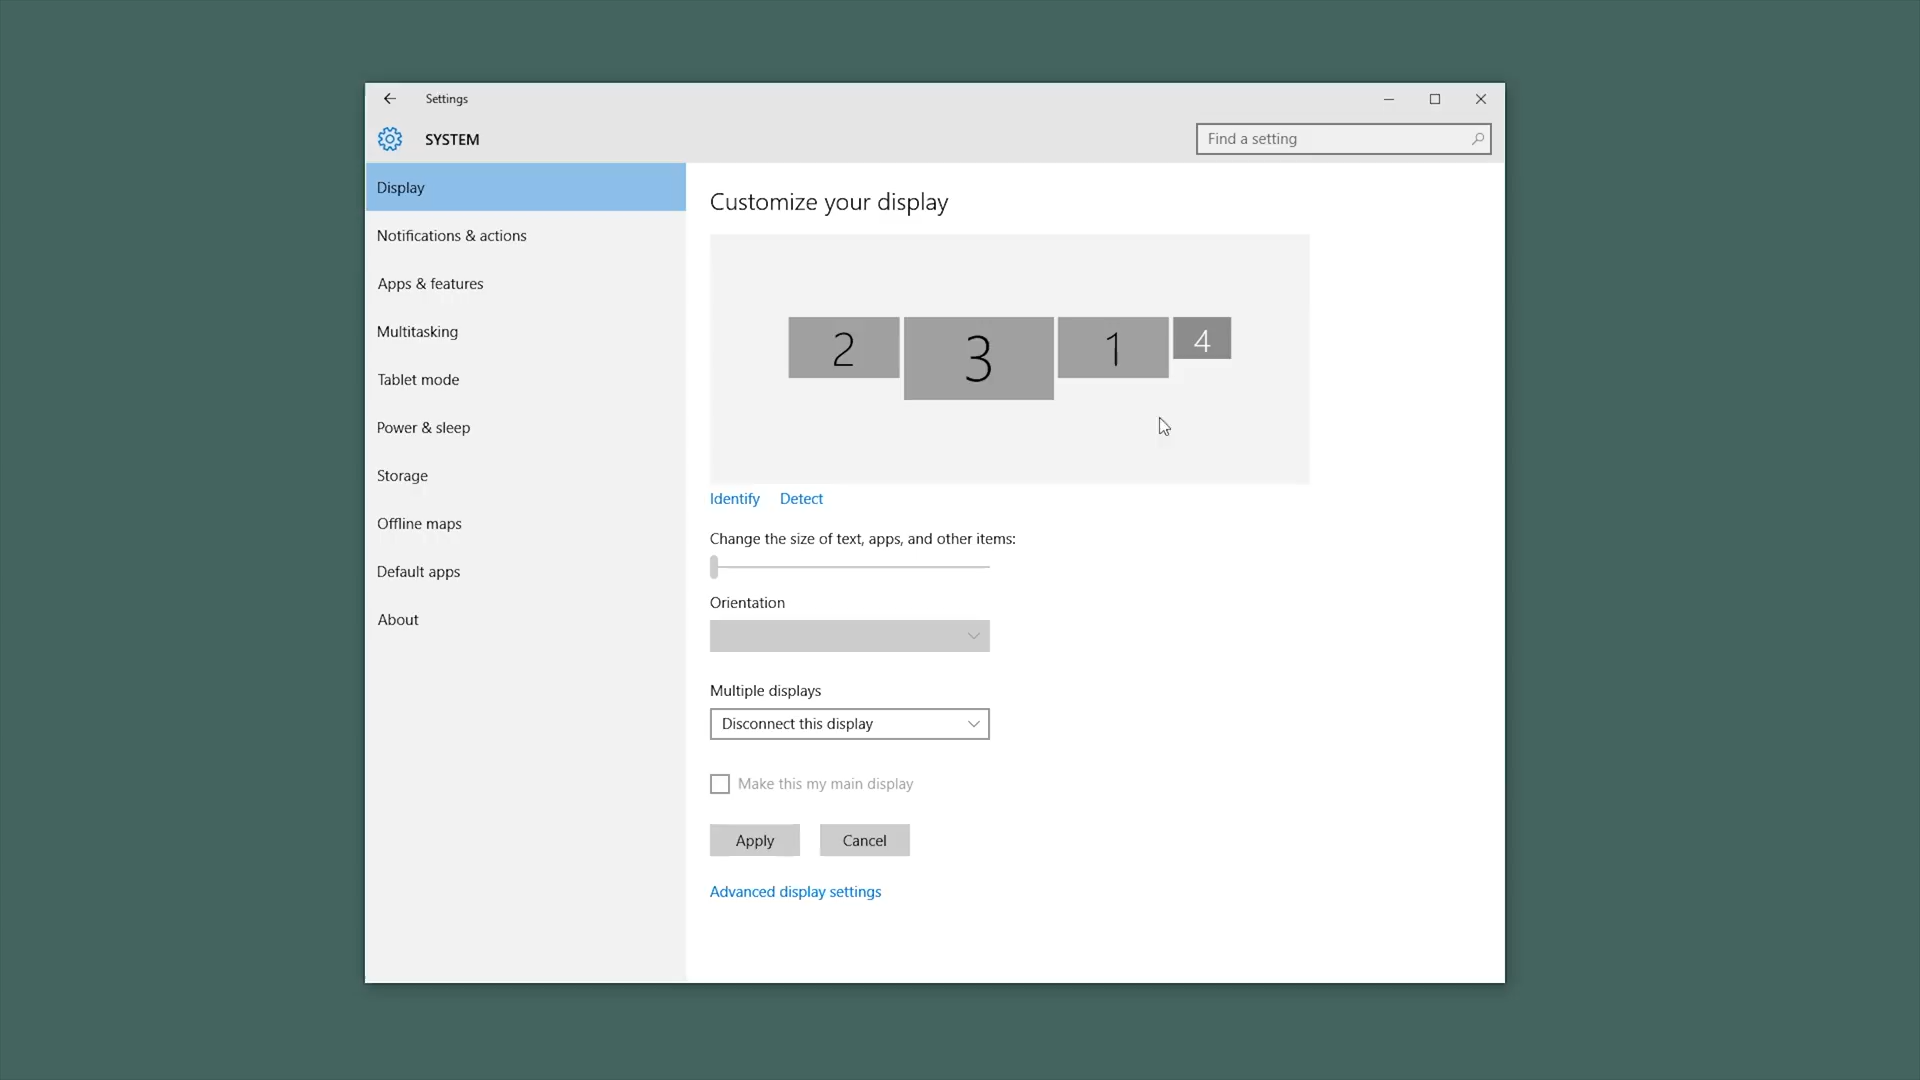 Settings
SYSTEM
Find a setting
Display
Notifications & actions
Apps & features
Multitasking
Tablet mode
Power & sleep
Storage
Offline maps
Default apps
About
Customize your display
2 3 1 4
Identify Detect
Change the size of text, apps, and other items:
Orientation
Multiple displays
Disconnect this display
Make this my main display
Apply Cancel
Advanced display settings